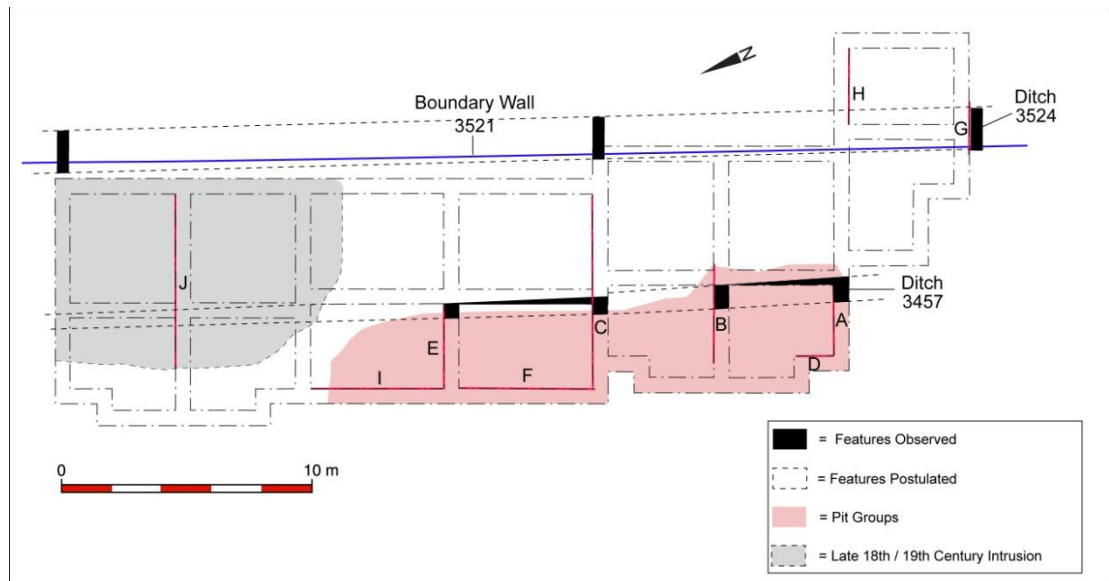 N
H
Boundary Wall
3521
Ditch
3524
G
J
Ditch
3457
E
C
B
A
D
I
F
= Features Observed
= Features Postulated
= Pit Groups
= Late 18th / 19th Century Intrusion
0
10 m